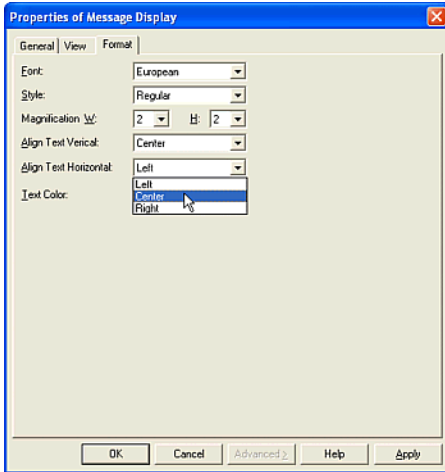 Properties of Message Display
General View Format
Font: European
Style: Regular
Magnification W: 2 H: 2
Align Text Verical: Center
Align Text Horizontal: Left
Left
Center
Right
Text Color:
OK Cancel Advanced > Help Apply